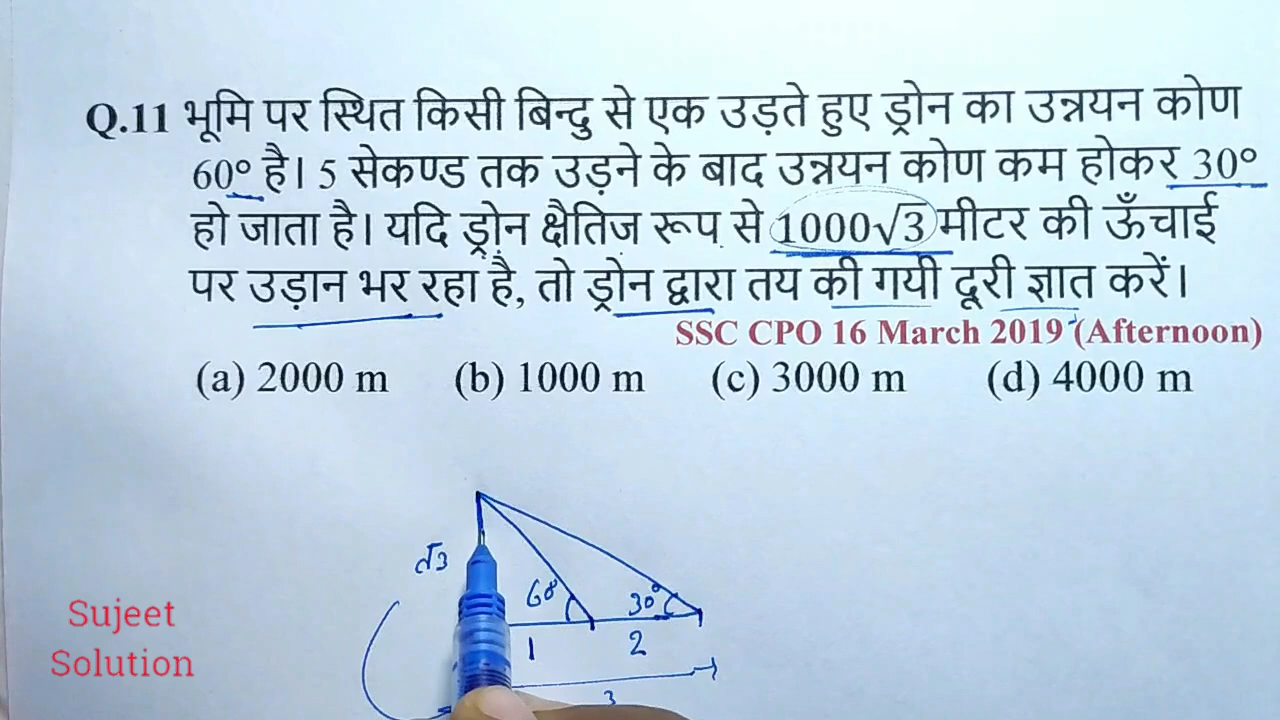 Q.11 भूमि पर स्थित किसी बिन्दु से एक उड़ते हुए ड्रोन का उन्नयन कोण
60° है। 5 सेकण्ड तक उड़ने के बाद उन्नयन कोण कम होकर 30°
हो जाता है। यदि ड्रोन क्षैतिज रूप से 1000√3 मीटर की ऊँचाई
पर उड़ान भर रहा है, तो ड्रोन द्वारा तय की गयी दूरी ज्ञात करें।
SSC CPO 16 March 2019 (Afternoon)
(a) 2000 m (b) 1000 m (c) 3000 m (d) 4000 m
√3
60° 30°
1 2
3
Sujeet
Solution